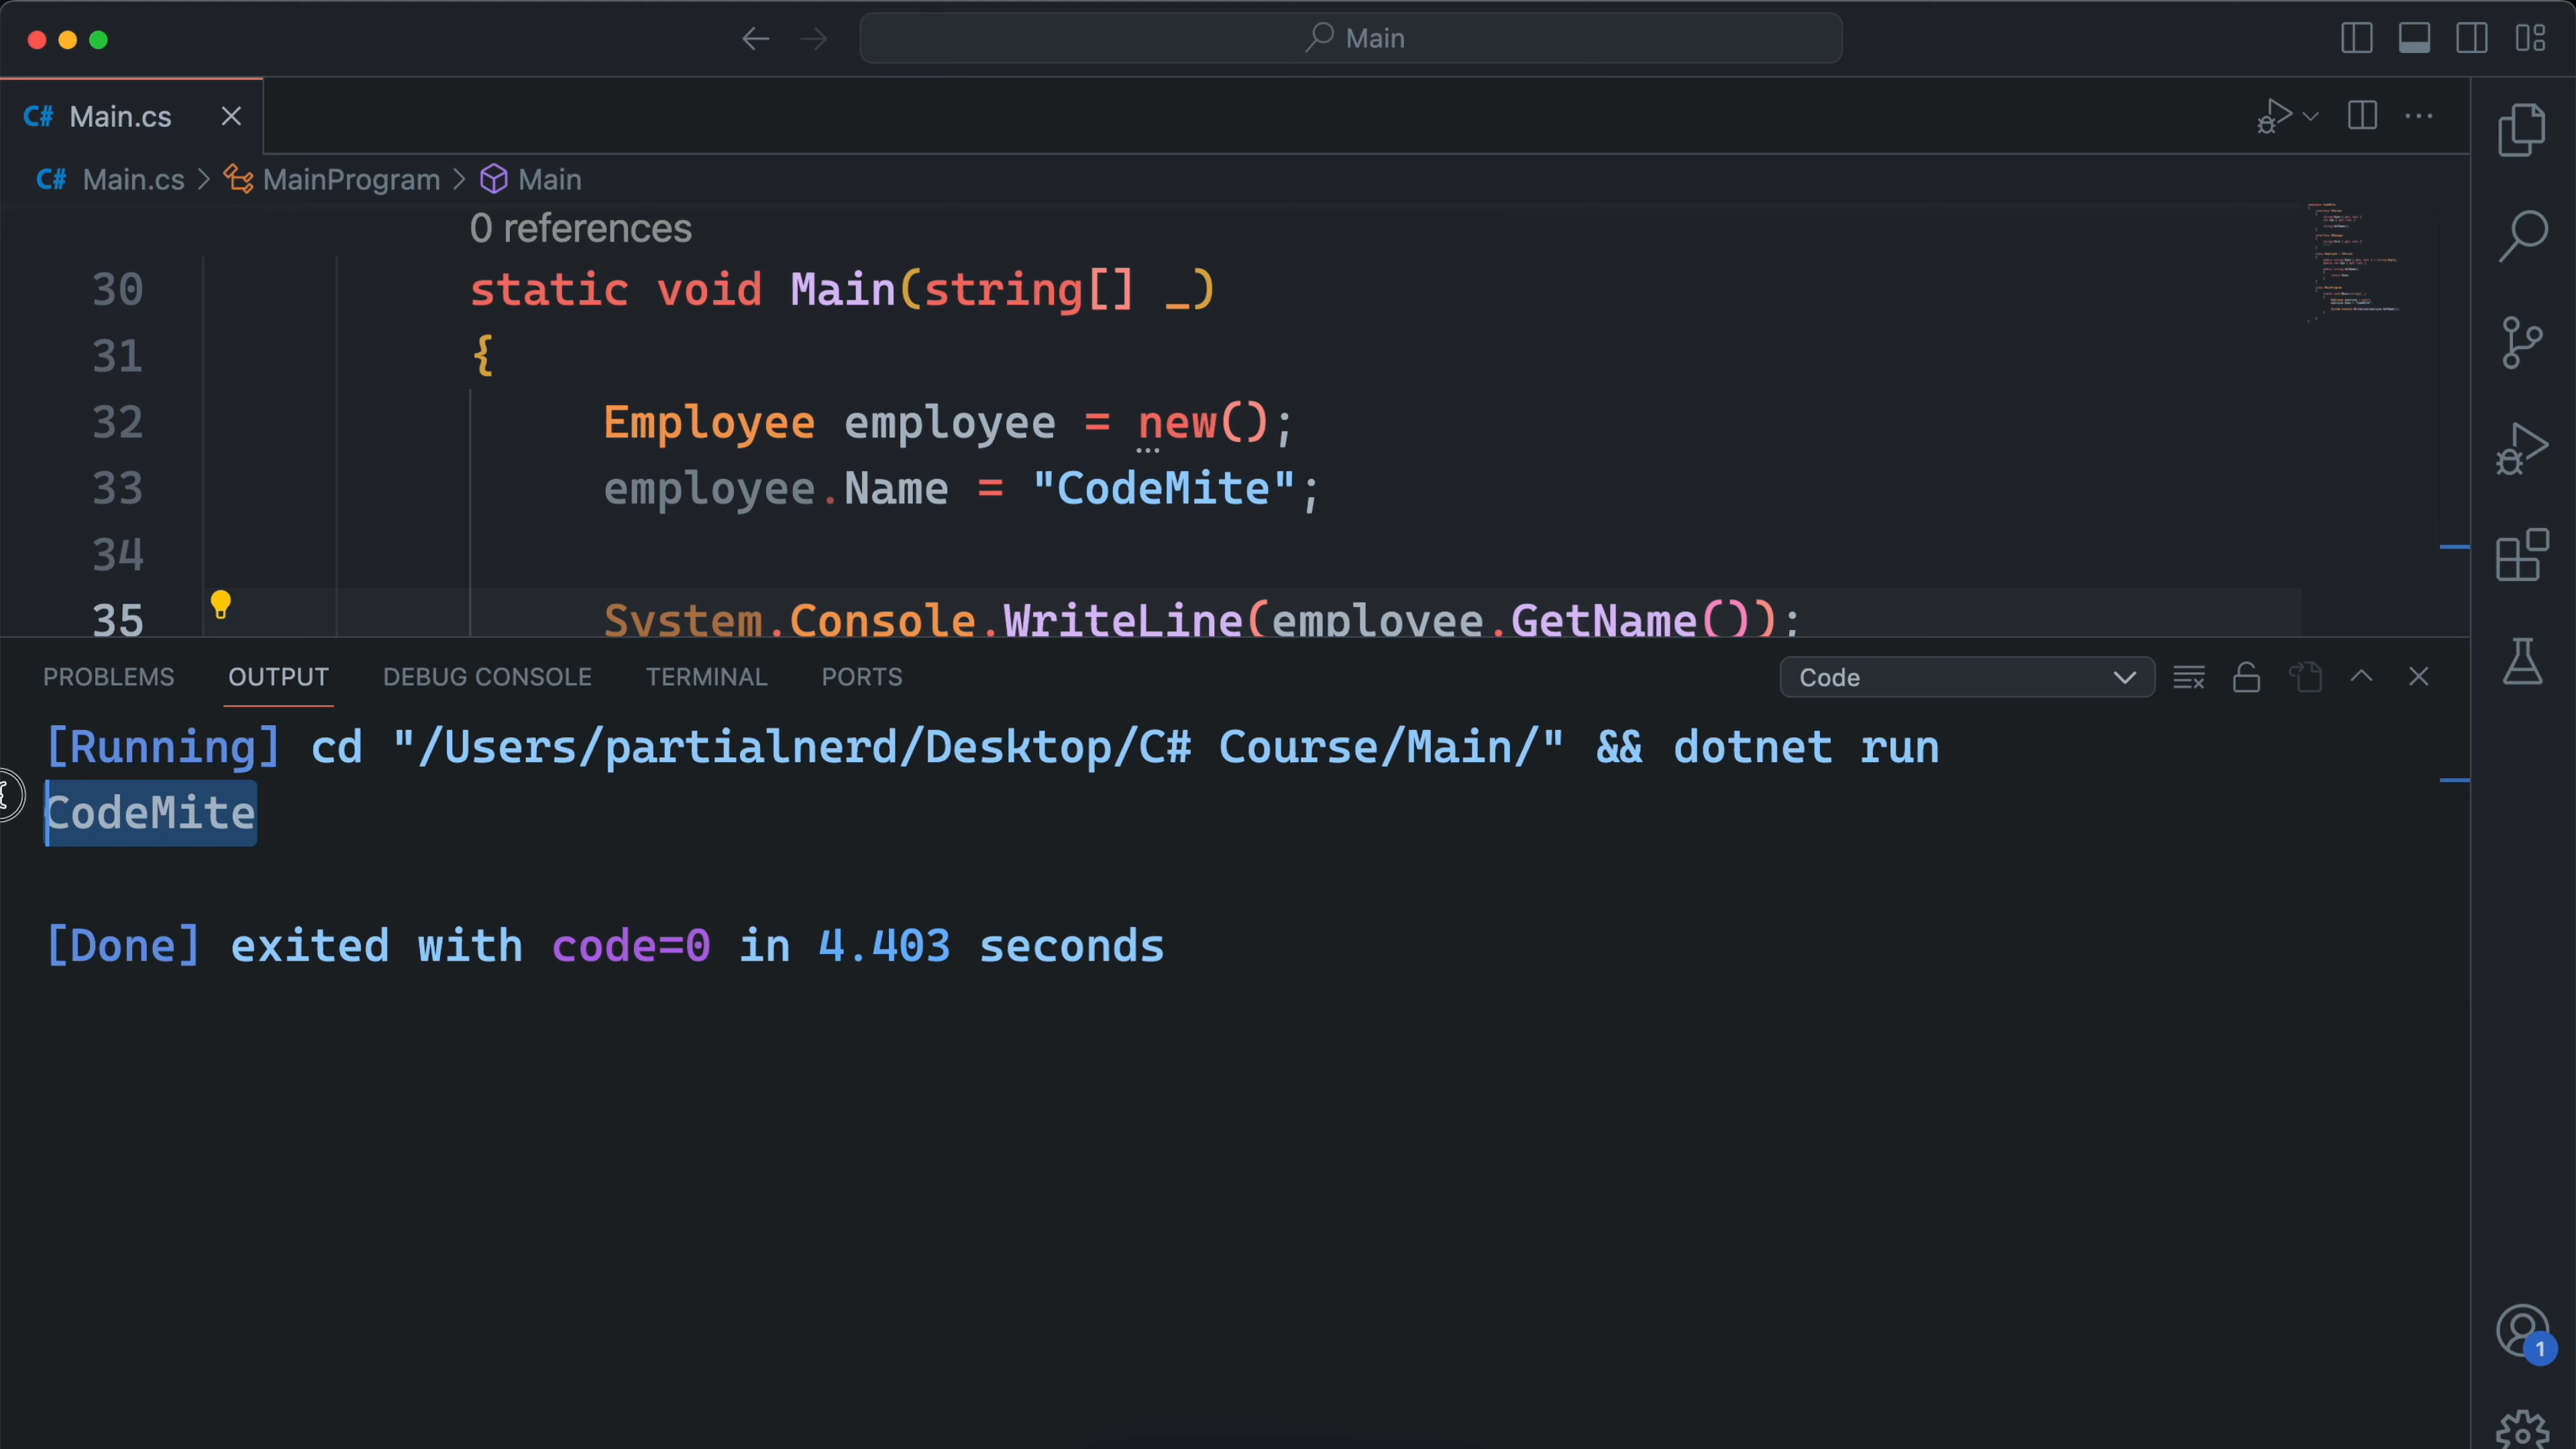 Main
C# Main.cs
C# Main.cs > MainProgram > Main
0 references
30 static void Main(string[] _)
31 {
32 Employee employee = new();
33 employee.Name = "CodeMite";
34
35 System.Console.WriteLine(employee.GetName());
PROBLEMS OUTPUT DEBUG CONSOLE TERMINAL PORTS Code
[Running] cd "/Users/partialnerd/Desktop/C# Course/Main/" && dotnet run
CodeMite
[Done] exited with code=0 in 4.403 seconds
1